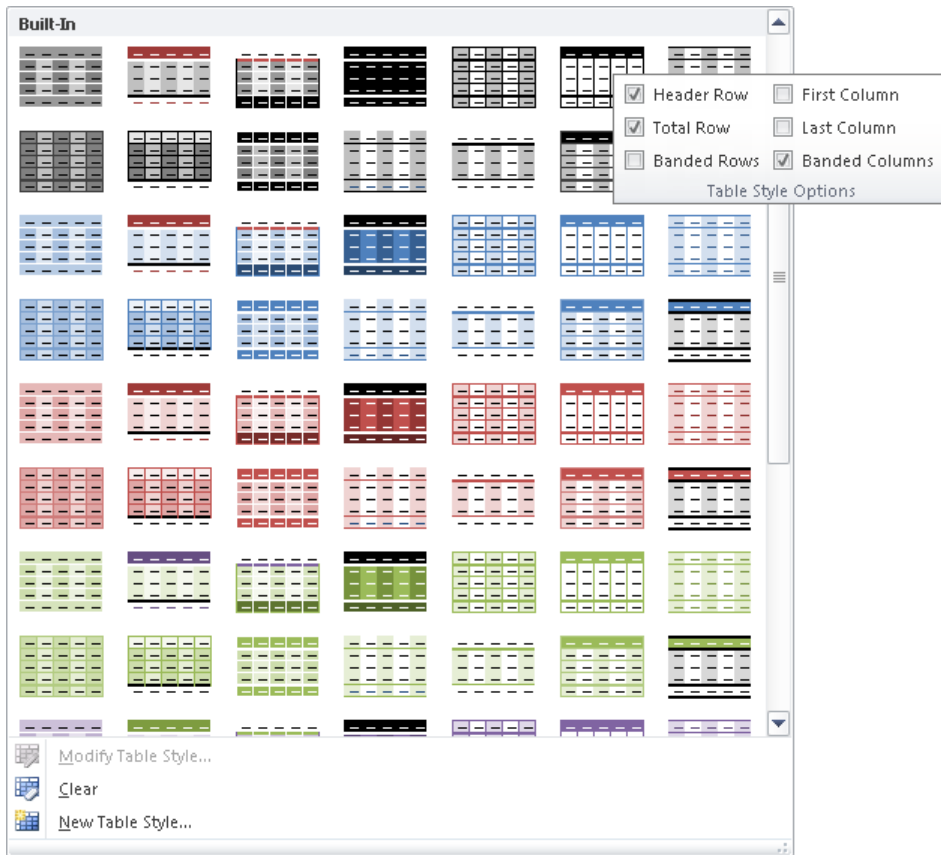 Built-In
Header Row
First Column
Total Row
Last Column
Banded Rows
Banded Columns
Table Style Options
Modify Table Style...
Clear
New Table Style...